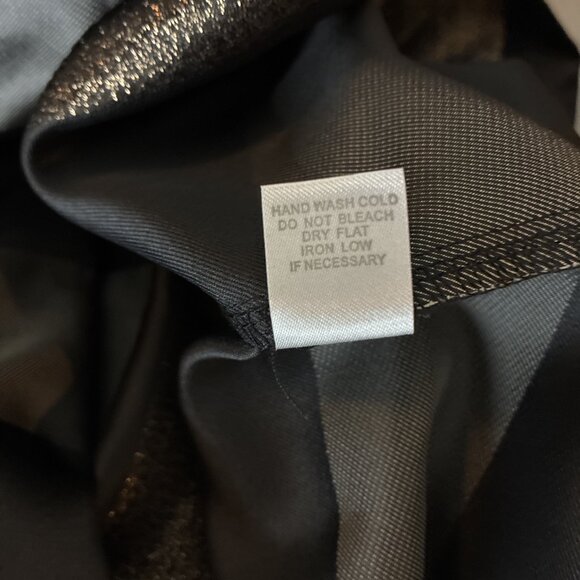 HAND WASH COLD
DO NOT BLEACH
DRY FLAT
IRON LOW
IF NECESSARY